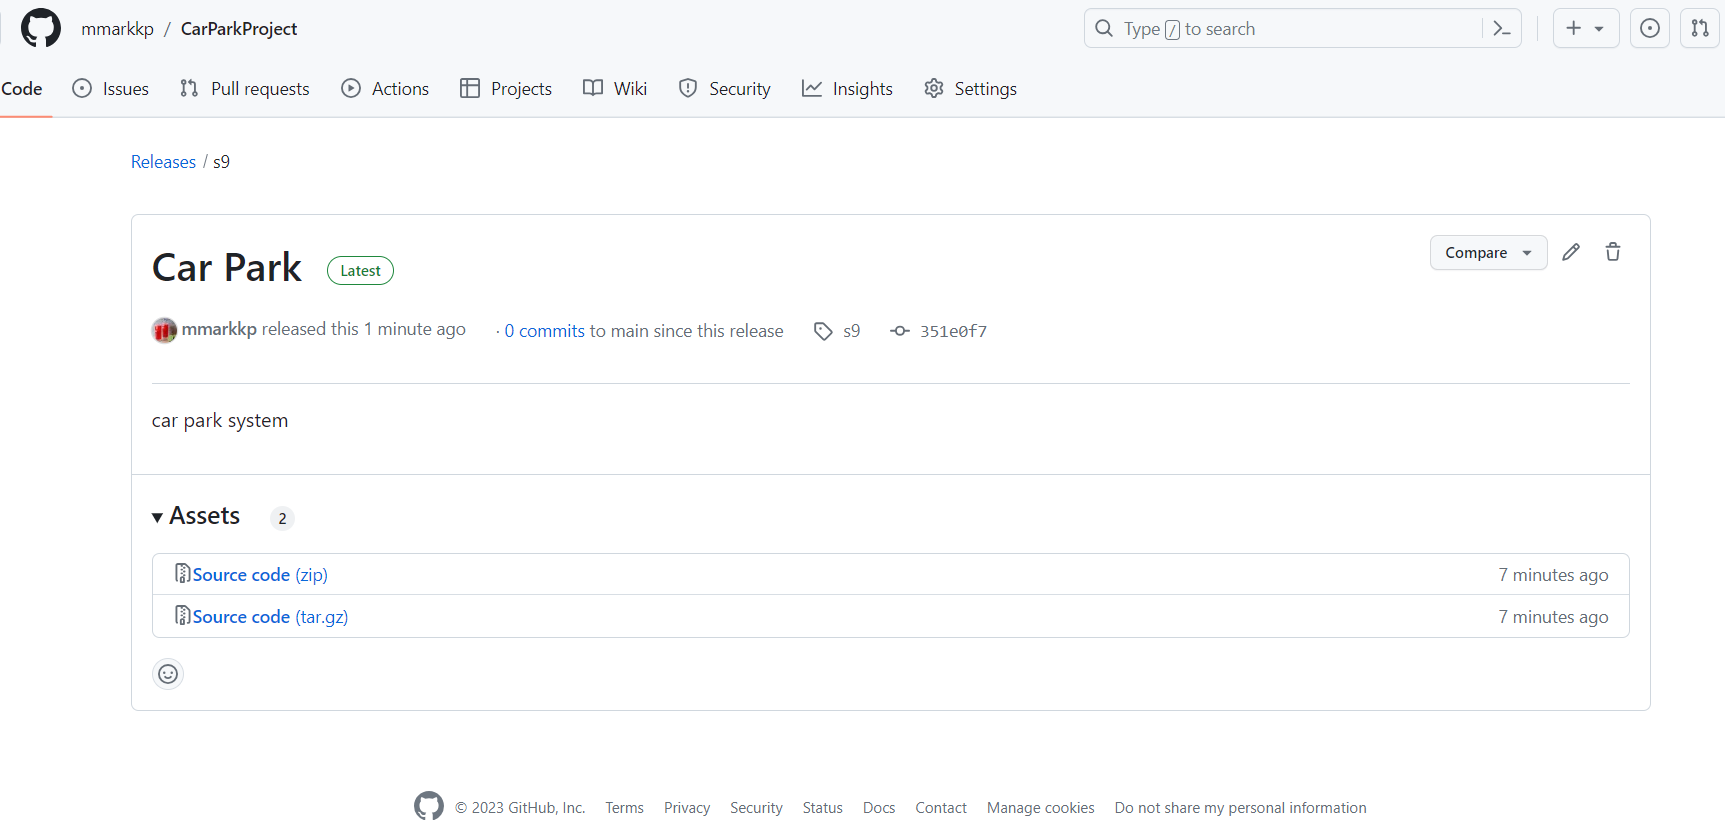 mmarkkp / CarParkProject
Type / to search
Code Issues Pull requests Actions Projects Wiki Security Insights Settings
Releases / s9
Car Park Latest
Compare
mmarkkp released this 1 minute ago · 0 commits to main since this release s9 351e0f7
car park system
Assets 2
Source code (zip) 7 minutes ago
Source code (tar.gz) 7 minutes ago
© 2023 GitHub, Inc. Terms Privacy Security Status Docs Contact Manage cookies Do not share my personal information